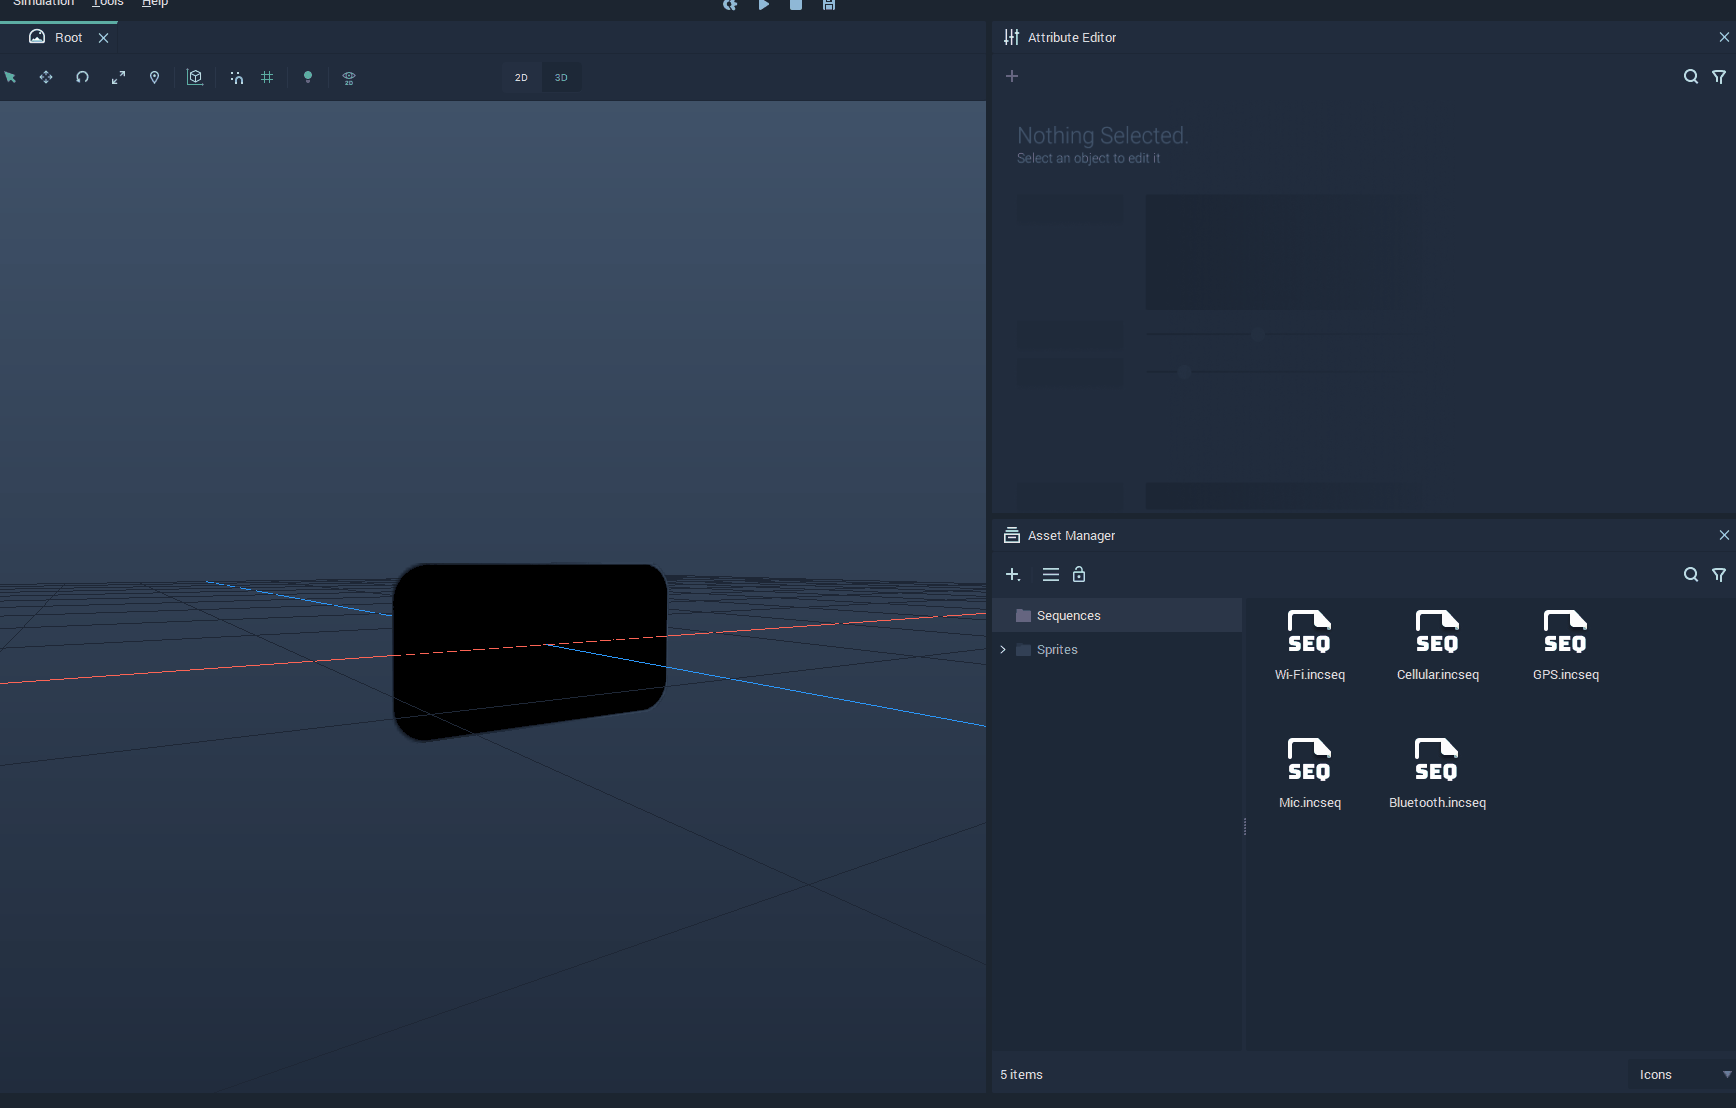 Simulation Tools Help
Root
2D
2D 3D
Attribute Editor
Nothing Selected.
Select an object to edit it
Asset Manager
Sequences
Sprites
SEQ SEQ SEQ
Wi-Fi.incseq Cellular.incseq GPS.incseq
SEQ SEQ
Mic.incseq Bluetooth.incseq
5 items
Icons